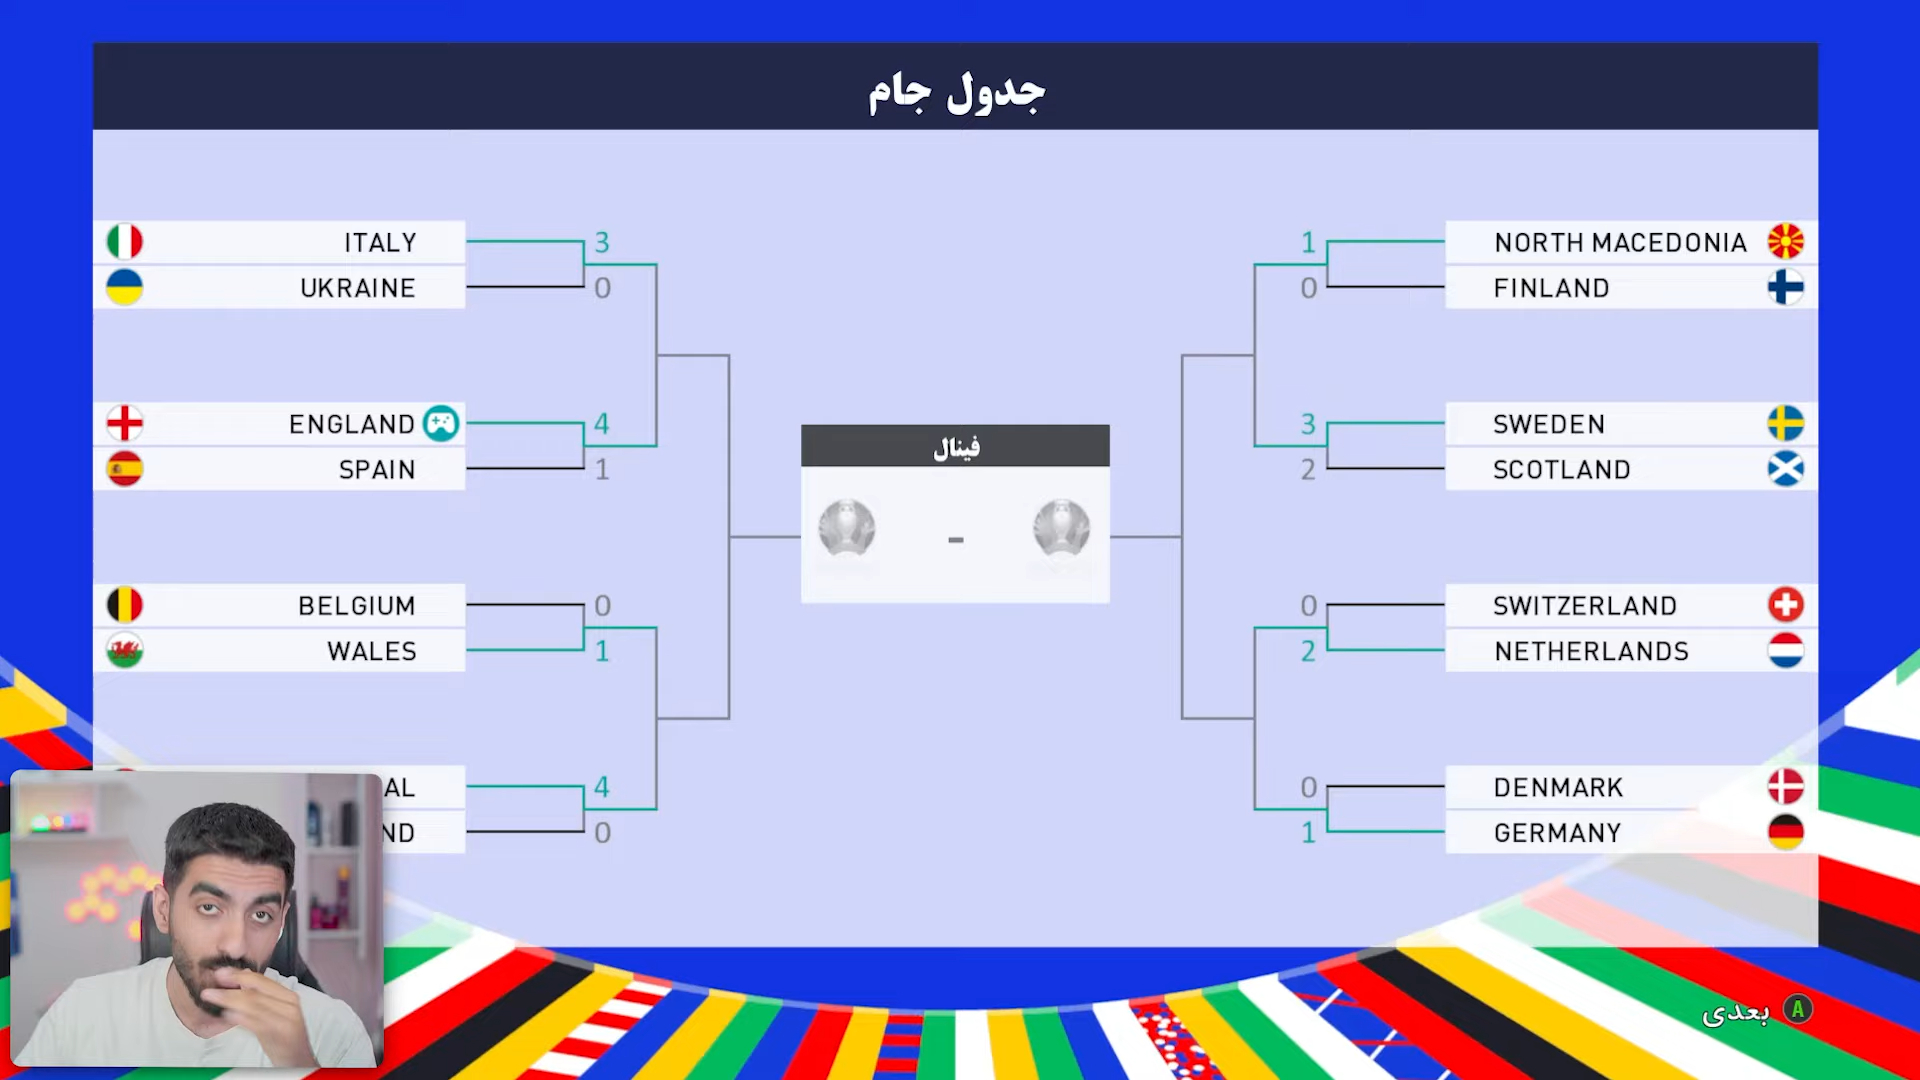 جدول جام
ITALY 3
UKRAINE 0
ENGLAND 4
SPAIN 1
BELGIUM 0
WALES 1
AL 4
ND 0
فینال
-
1 NORTH MACEDONIA
0 FINLAND
3 SWEDEN
2 SCOTLAND
0 SWITZERLAND
2 NETHERLANDS
0 DENMARK
1 GERMANY
بعدی A